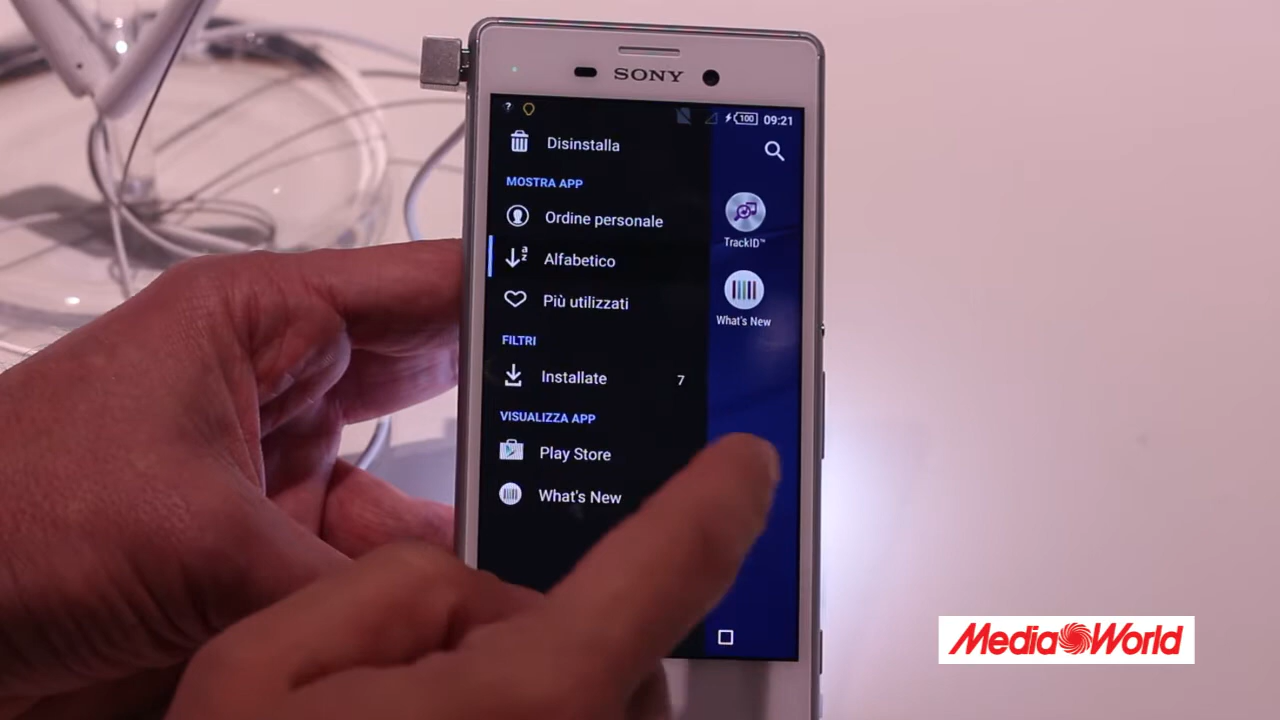 SONY
? 100 09:21
Disinstalla
MOSTRA APP
Ordine personale
TrackID™
Alfabetico
Più utilizzati
What's New
FILTRI
Installate 7
VISUALIZZA APP
Play Store
What's New
MediaWorld